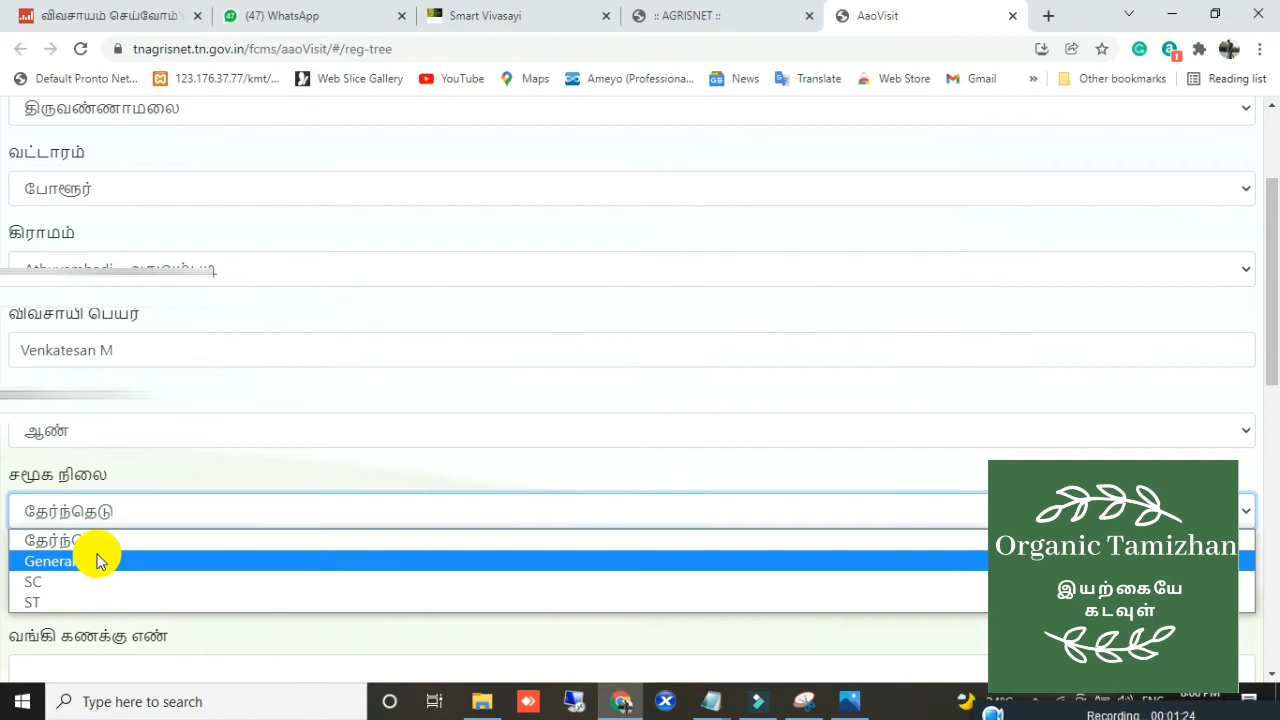 விவசாயம் செய்வோம்'
(47) WhatsApp
Smart Vivasayi
:: AGRISNET ::
AaoVisit
tnagrisnet.tn.gov.in/fcms/aaoVisit/#/reg-tree
1
Default Pronto Net...
123.176.37.77/kmt/...
Web Slice Gallery
YouTube
Maps
Ameyo (Professiona...
News
Translate
Web Store
Gmail
»
Other bookmarks
Reading list
திருவண்ணாமலை
வட்டாரம்
போளூர்
கிராமம்
விவசாயி பெயர்
Venkatesan M
ஆண்
சமூக நிலை
தேர்ந்தெடு
General
SC
ST
வங்கி கணக்கு எண்
Organic Tamizhan
இயற்கையே
கடவுள்
Type here to search
Recording 00:01:24